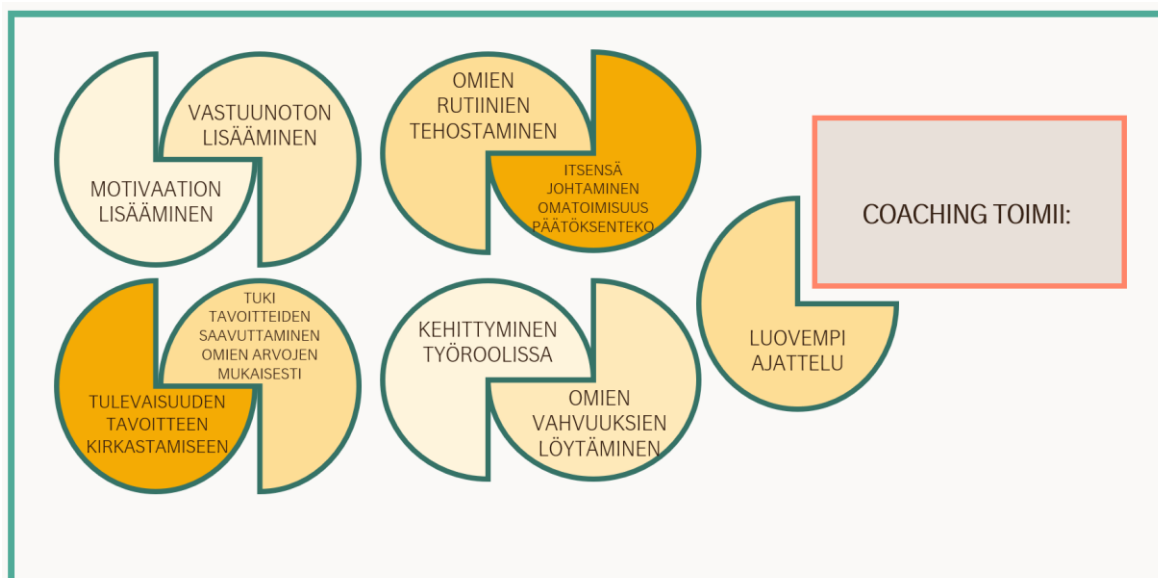 MOTIVAATION
LISÄÄMINEN
VASTUUNOTON
LISÄÄMINEN
OMIEN
RUTIINIEN
TEHOSTAMINEN
ITSENSÄ
JOHTAMINEN
OMATOIMISUUS
PÄÄTÖKSENTEKO
COACHING TOIMII:
TULEVAISUUDEN
TAVOITTEEN
KIRKASTAMISEEN
TUKI
TAVOITTEIDEN
SAAVUTTAMINEN
OMIEN ARVOJEN
MUKAISESTI
KEHITTYMINEN
TYÖROOLISSA
OMIEN
VAHVUUKSIEN
LÖYTÄMINEN
LUOVEMPI
AJATTELU